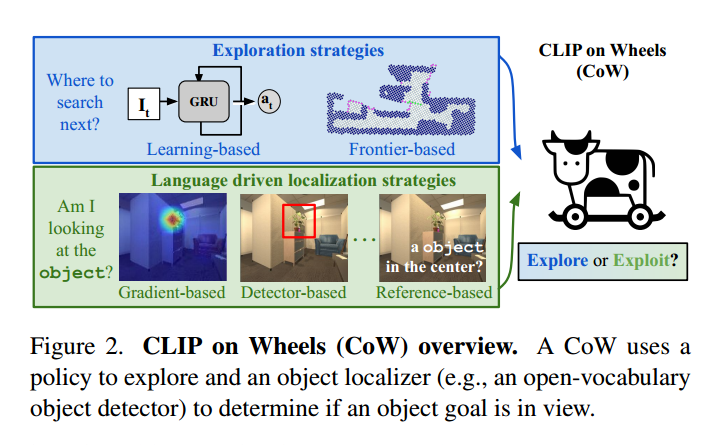 Exploration strategies
Where to
search
next?
I_t
GRU
a_t
Learning-based
Frontier-based
Language driven localization strategies
Am I
looking
at the
object?
Gradient-based
Detector-based
...
a object
in the center?
Reference-based
CLIP on Wheels
(CoW)
Explore or Exploit?
Figure 2. CLIP on Wheels (CoW) overview. A CoW uses a
policy to explore and an object localizer (e.g., an open-vocabulary
object detector) to determine if an object goal is in view.